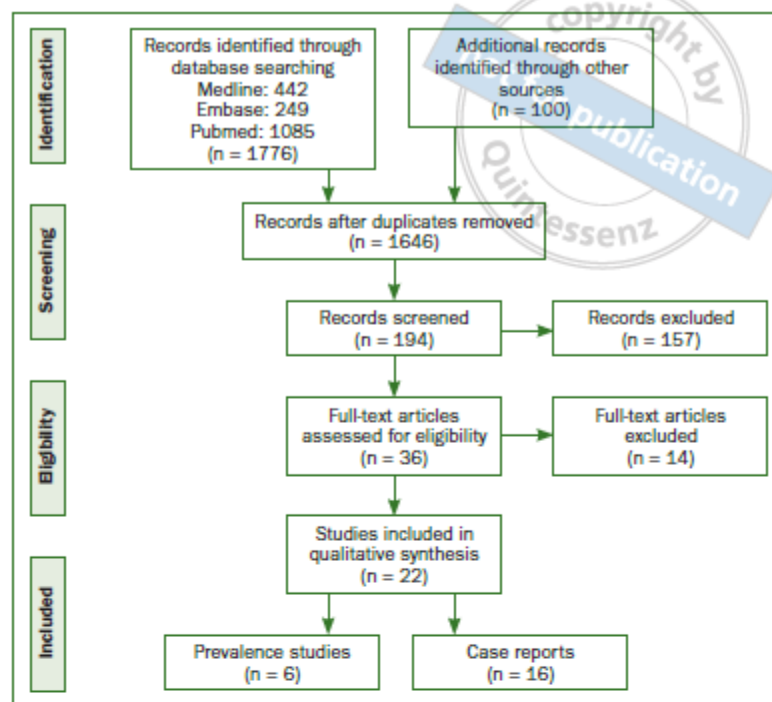 Identification
Records identified through
database searching
Medline: 442
Embase: 249
Pubmed: 1085
(n = 1776)
Additional records
identified through other
sources
(n = 100)
copyright by
not for publication
Quintessenz
Screening
Records after duplicates removed
(n = 1646)
Records screened
(n = 194)
Records excluded
(n = 157)
Eligibility
Full-text articles
assessed for eligibility
(n = 36)
Full-text articles
excluded
(n = 14)
Included
Studies included in
qualitative synthesis
(n = 22)
Prevalence studies
(n = 6)
Case reports
(n = 16)